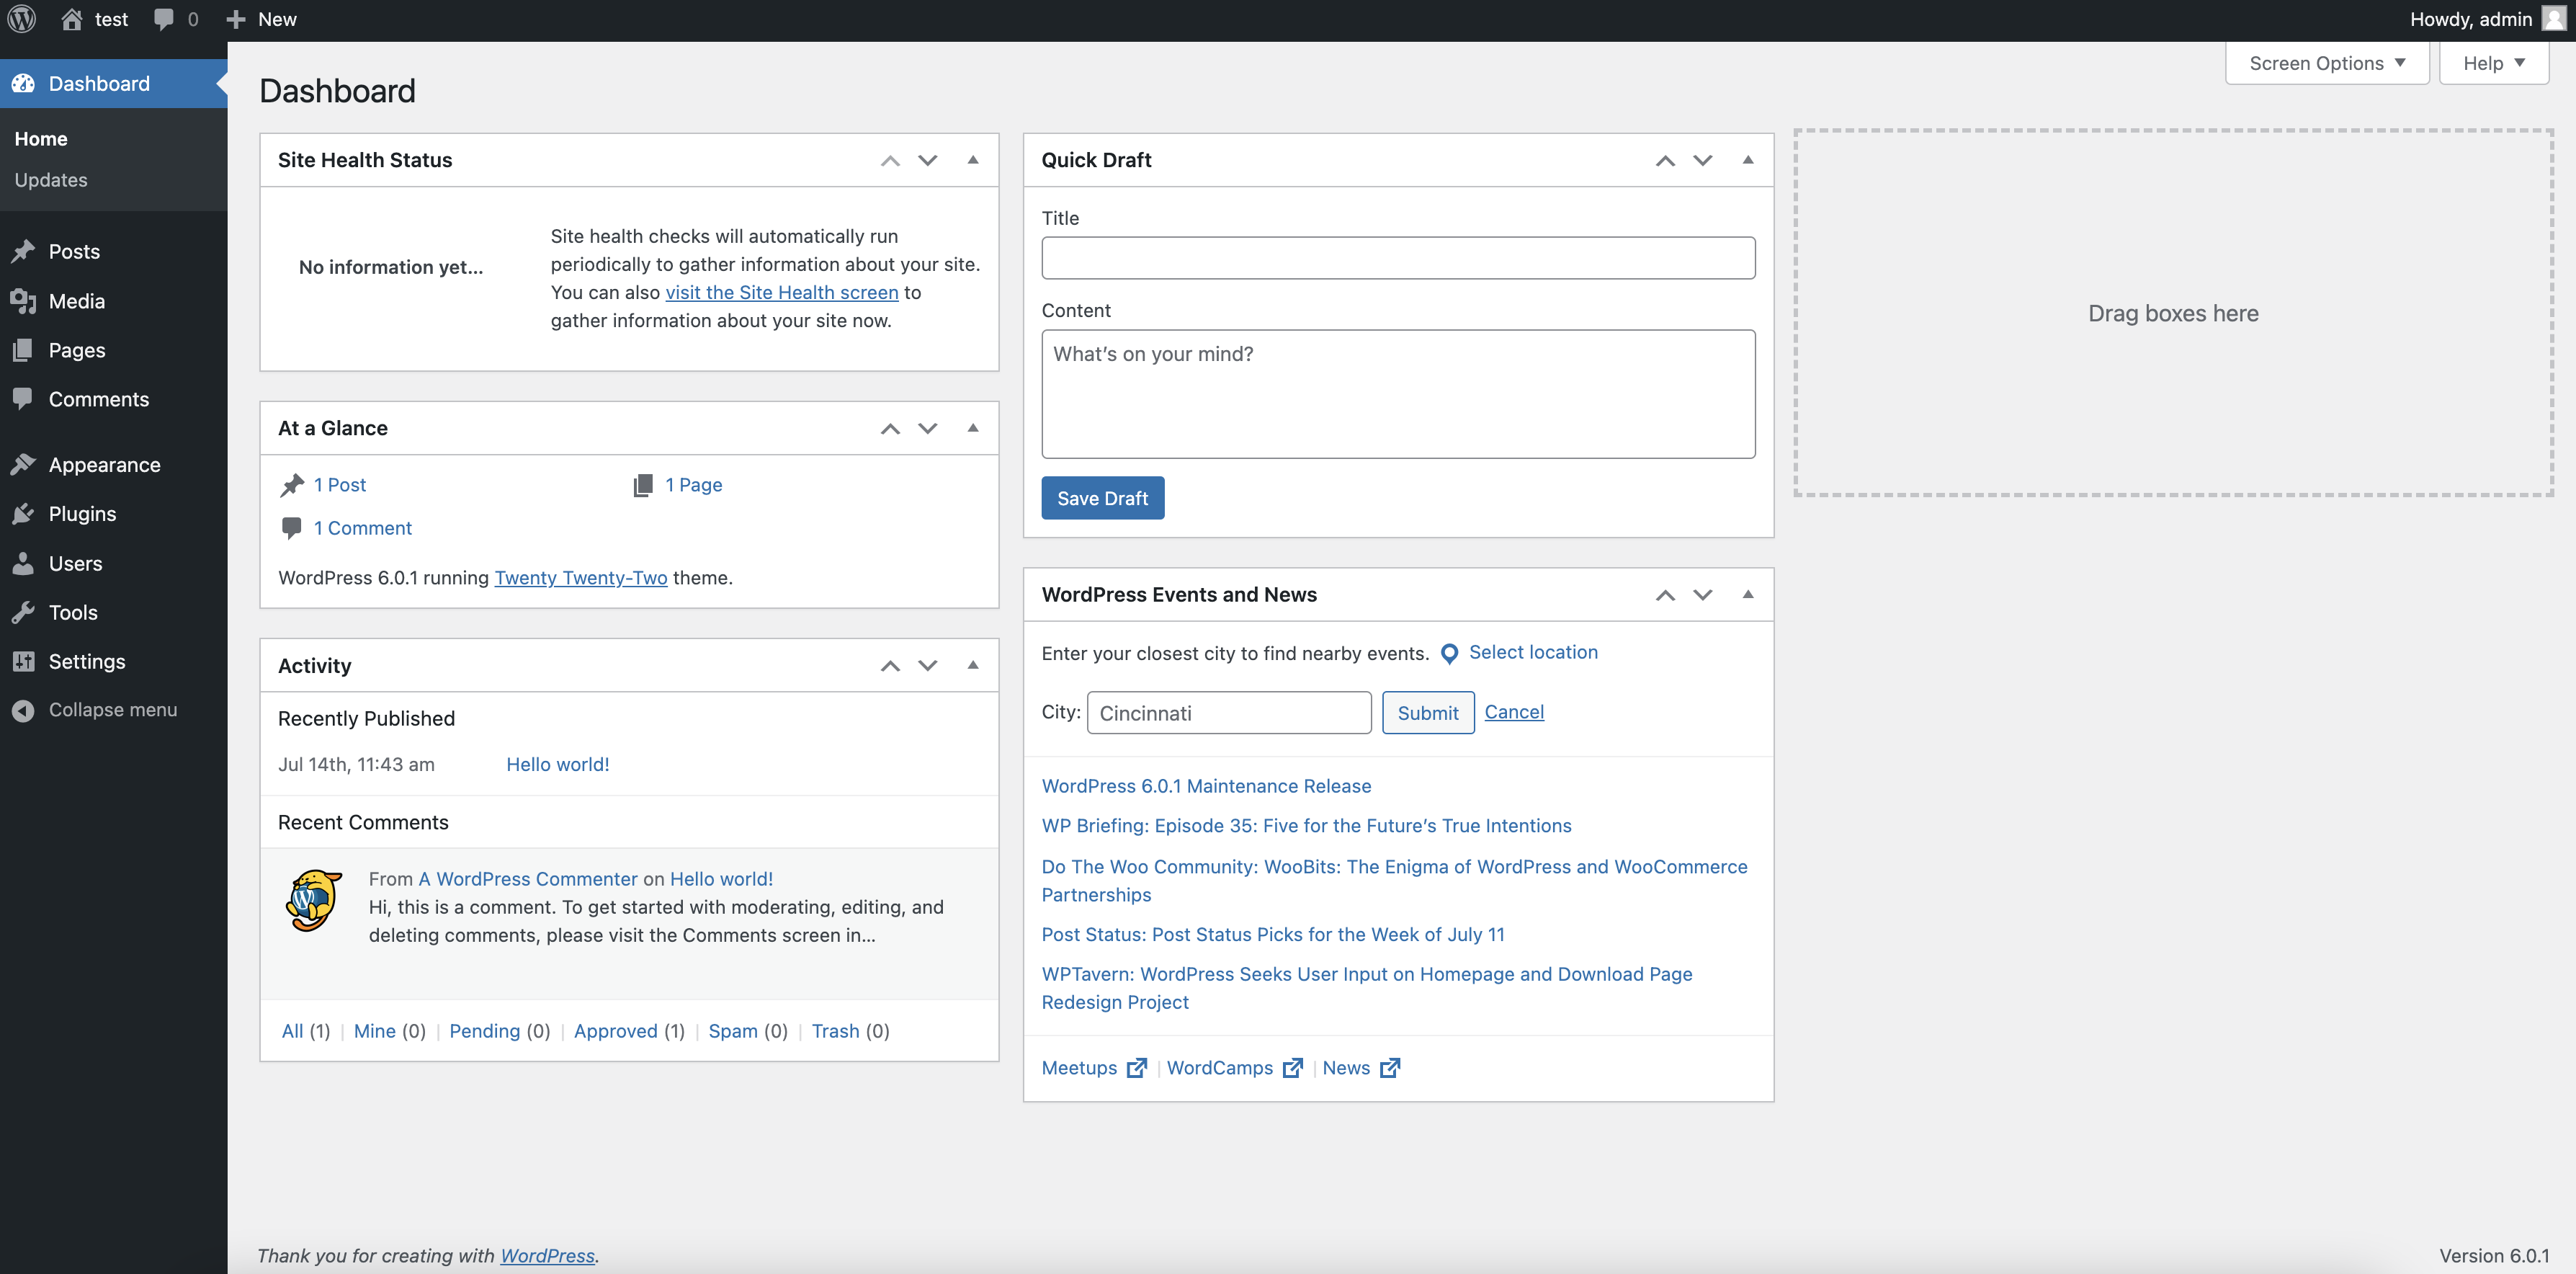 test
0
New
Howdy, admin
Dashboard
Home
Updates
Posts
Media
Pages
Comments
Appearance
Plugins
Users
Tools
Settings
Collapse menu
Screen Options
Help
Dashboard
Site Health Status
No information yet...
Site health checks will automatically run
periodically to gather information about your site.
You can also visit the Site Health screen to
gather information about your site now.
At a Glance
1 Post
1 Page
1 Comment
WordPress 6.0.1 running Twenty Twenty-Two theme.
Activity
Recently Published
Jul 14th, 11:43 am
Hello world!
Recent Comments
From A WordPress Commenter on Hello world!
Hi, this is a comment. To get started with moderating, editing, and
deleting comments, please visit the Comments screen in...
All (1) | Mine (0) | Pending (0) | Approved (1) | Spam (0) | Trash (0)
Quick Draft
Title
Content
What's on your mind?
Save Draft
WordPress Events and News
Enter your closest city to find nearby events.
Select location
City:
Cincinnati
Submit
Cancel
WordPress 6.0.1 Maintenance Release
WP Briefing: Episode 35: Five for the Future's True Intentions
Do The Woo Community: WooBits: The Enigma of WordPress and WooCommerce
Partnerships
Post Status: Post Status Picks for the Week of July 11
WPTavern: WordPress Seeks User Input on Homepage and Download Page
Redesign Project
Meetups | WordCamps | News
Drag boxes here
Thank you for creating with WordPress.
Version 6.0.1